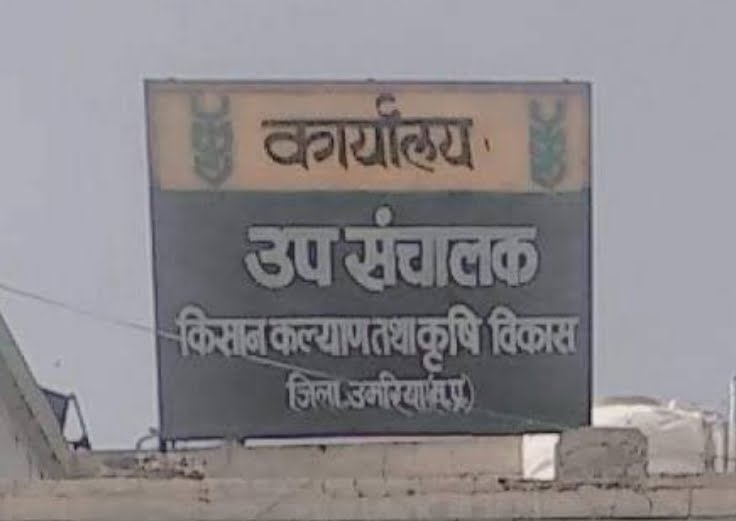 कार्यालय
उप संचालक
किसान कल्याण तथा कृषि विकास
जिला उमरिया (म.प्र.)